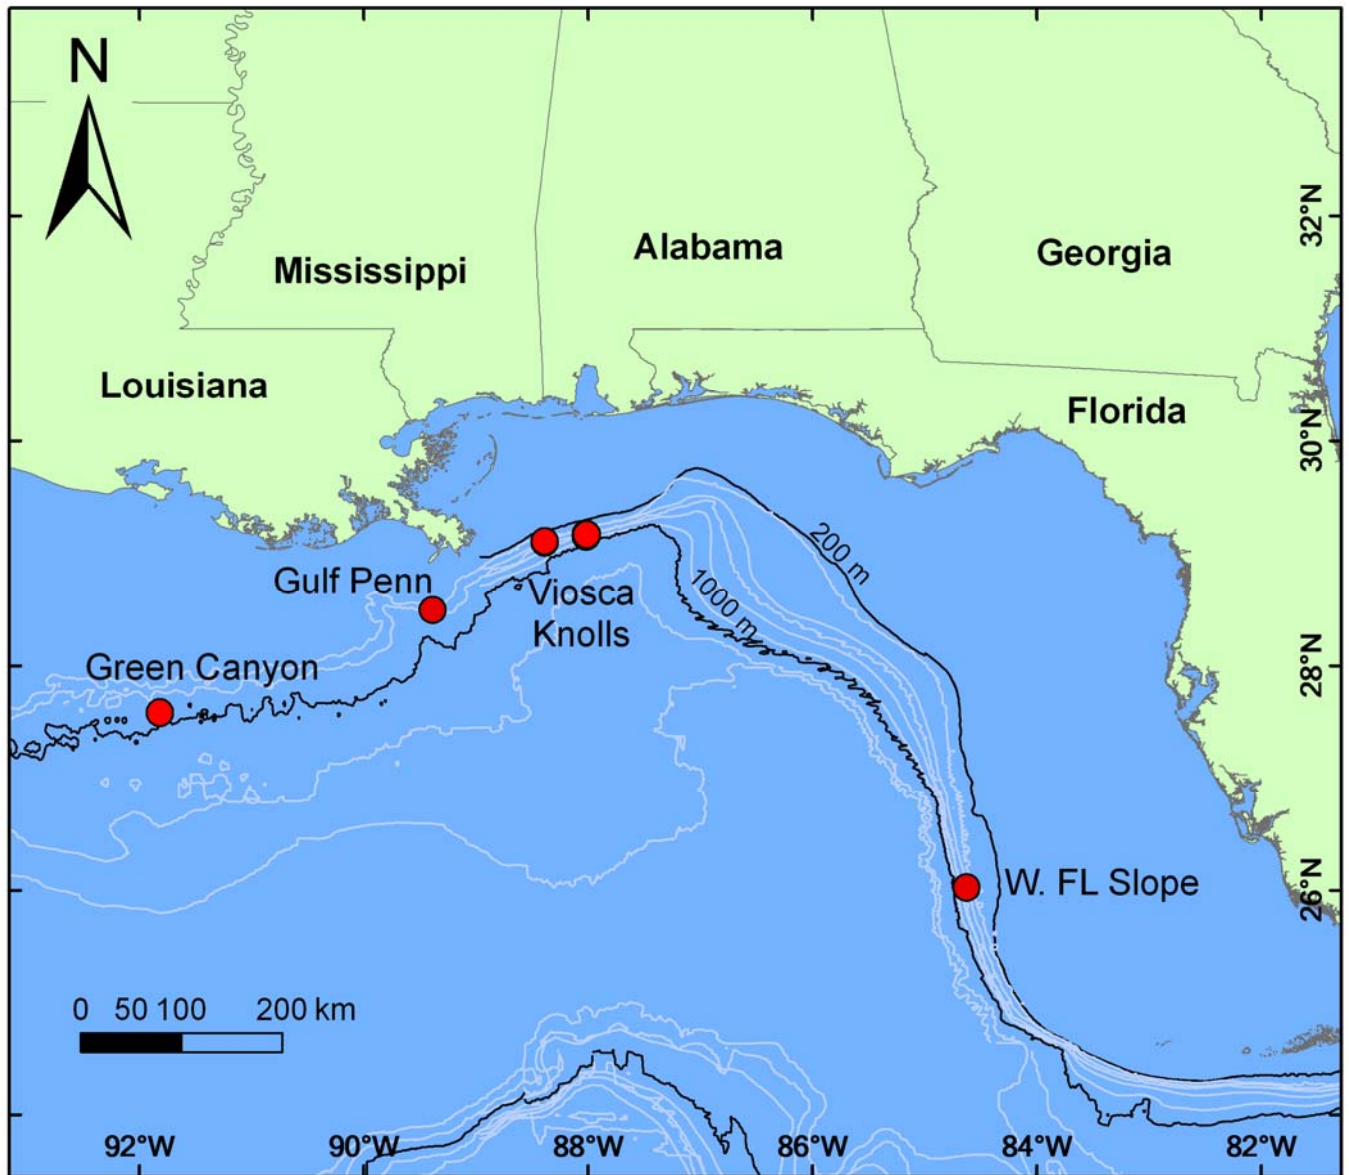 N
32°N
Alabama
Georgia
Mississippi
Louisiana
Florida
30°N
200 m
Gulf Penn
1000 m
Viosca
Knolls
Green Canyon
28°N
W. FL Slope
26°N
0 50 100 200 km
92°W 90°W 88°W 86°W 84°W 82°W